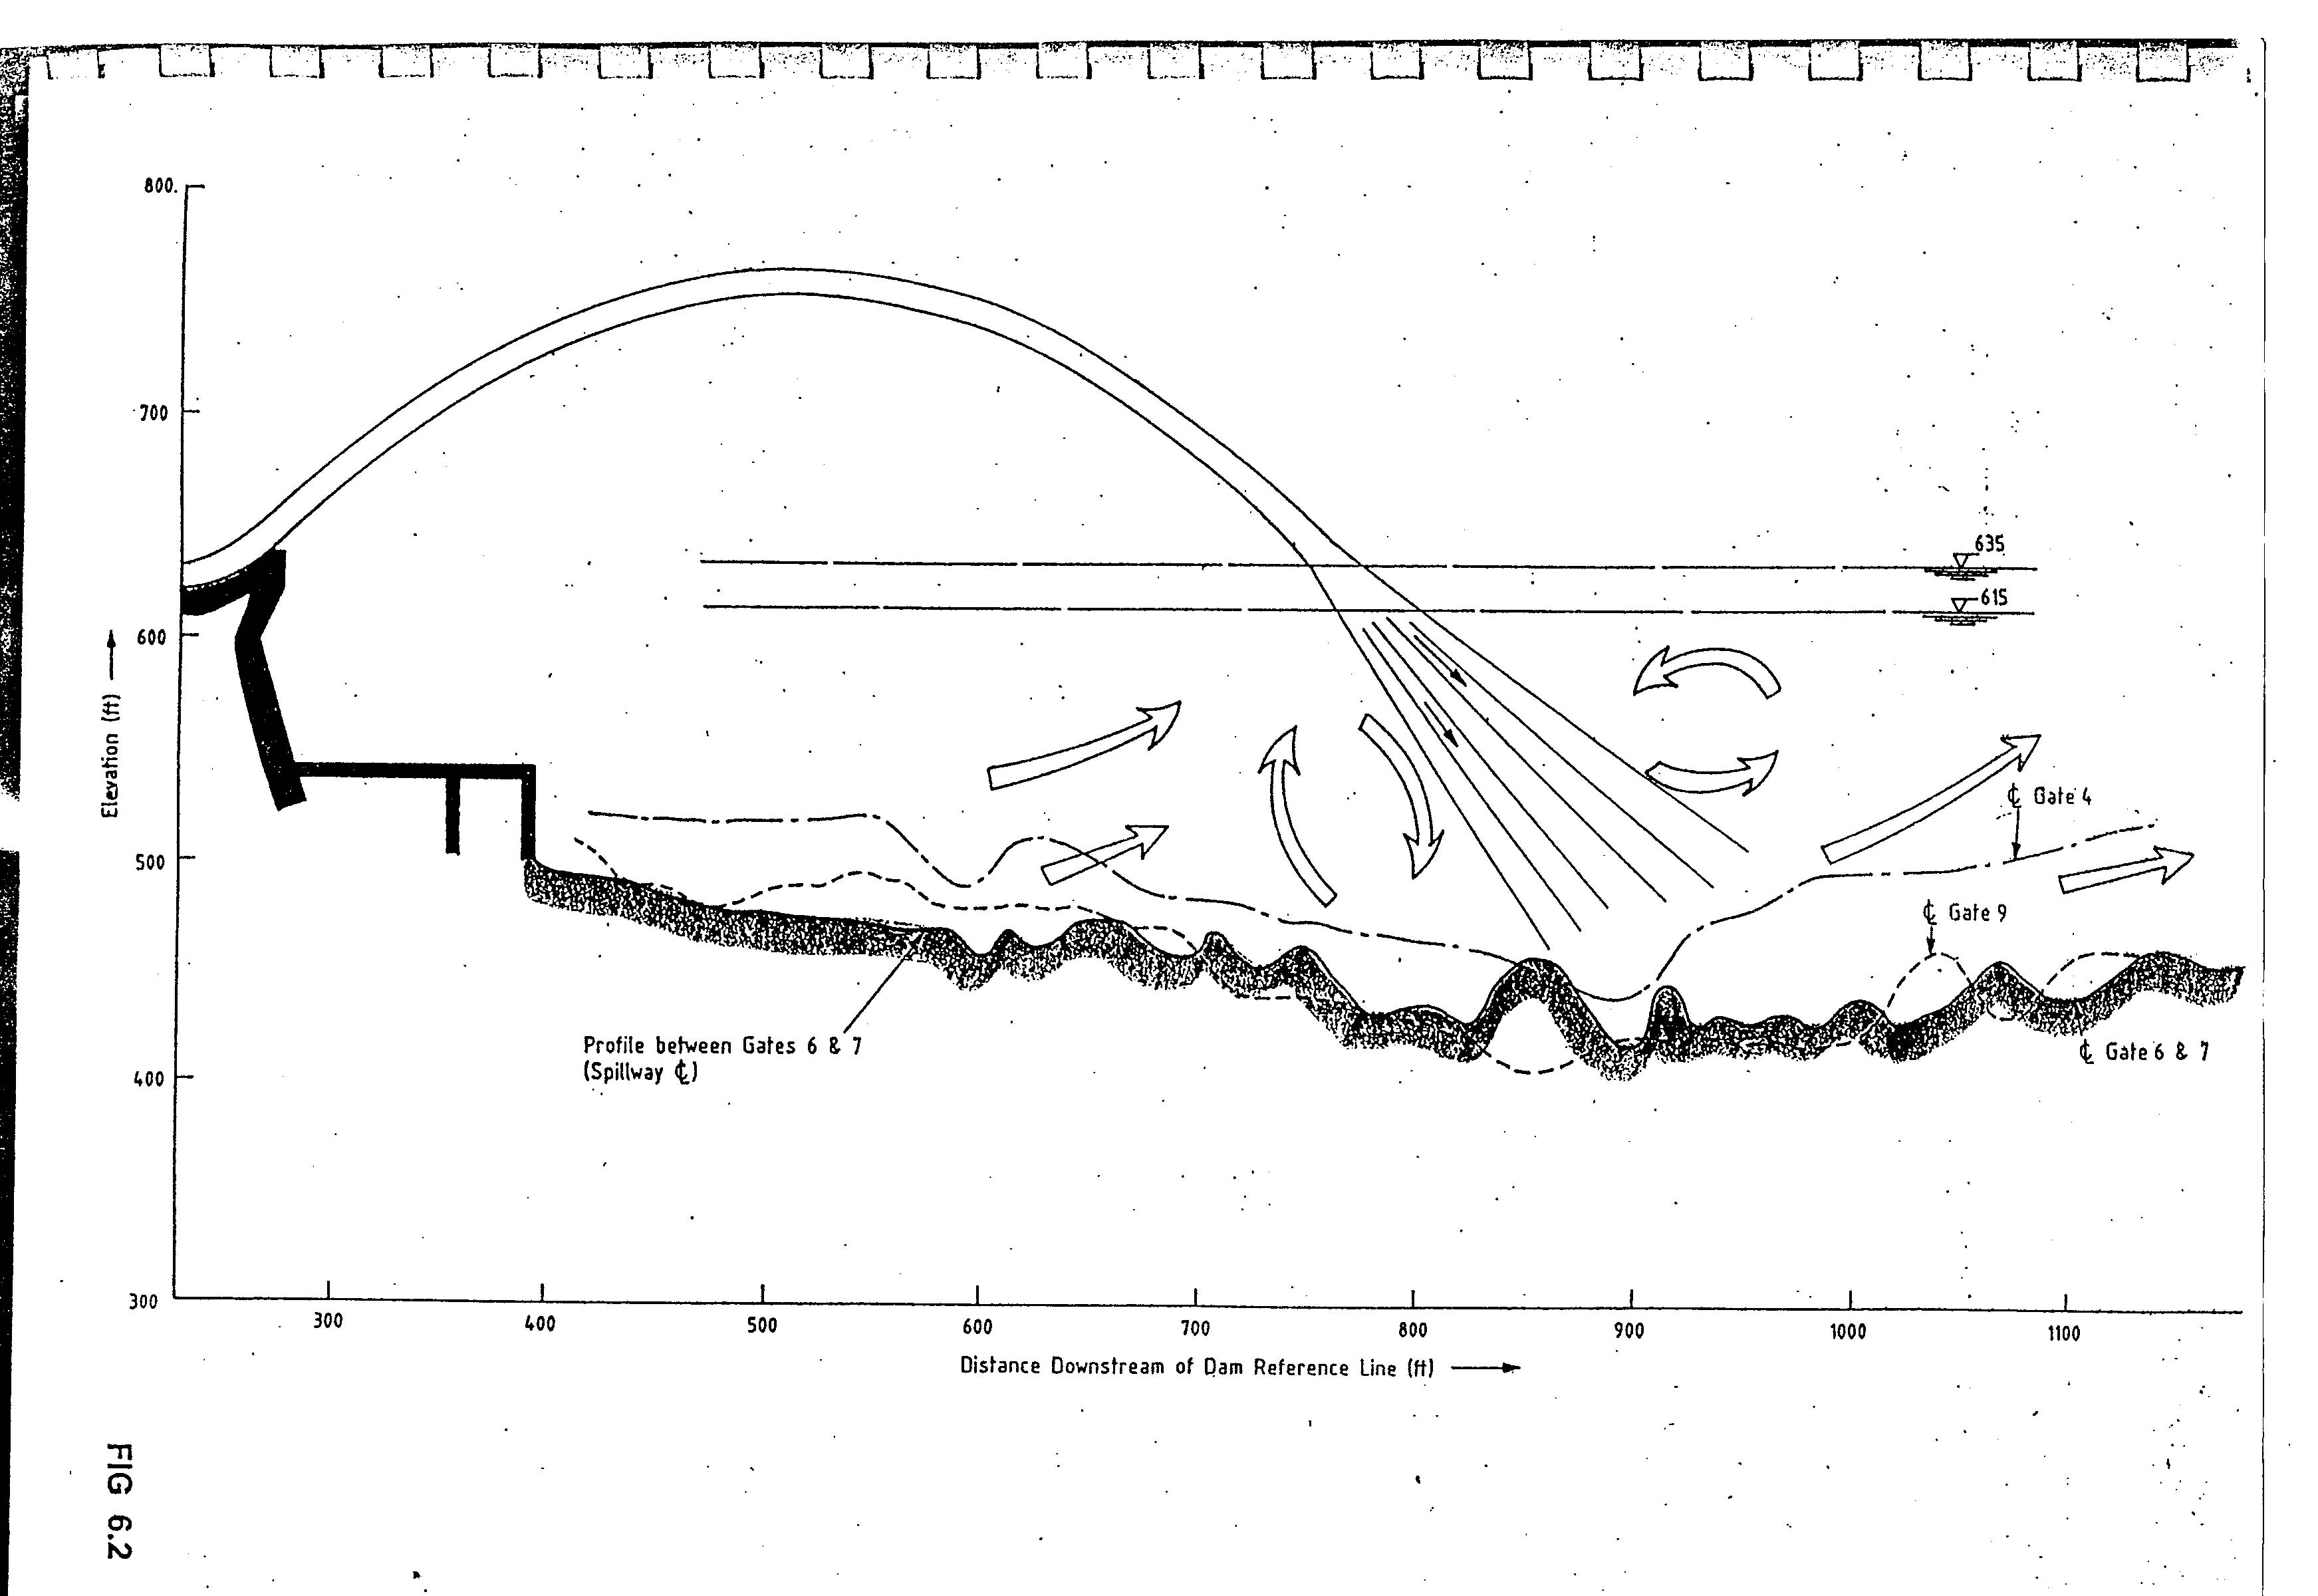 800
700
600
500
400
300
Elevation (ft)
635
615
℄ Gate 4
℄ Gate 9
℄ Gate 6 & 7
Profile between Gates 6 & 7
(Spillway ℄)
300 400 500 600 700 800 900 1000 1100
Distance Downstream of Dam Reference Line (ft)
FIG 6.2